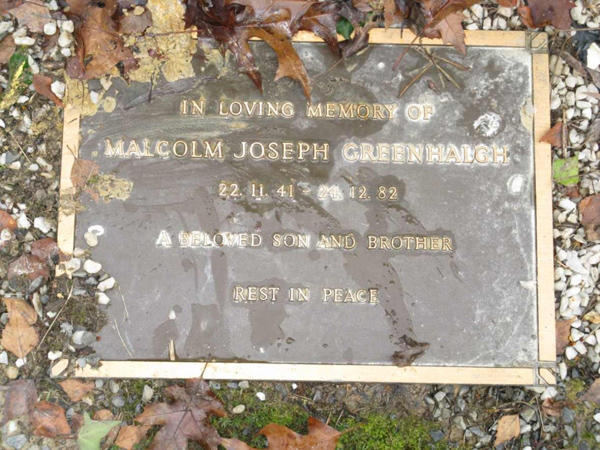 IN LOVING MEMORY OF
MALCOLM JOSEPH GREENHALGH
22.11.41 - 24.12.82
A BELOVED SON AND BROTHER
REST IN PEACE